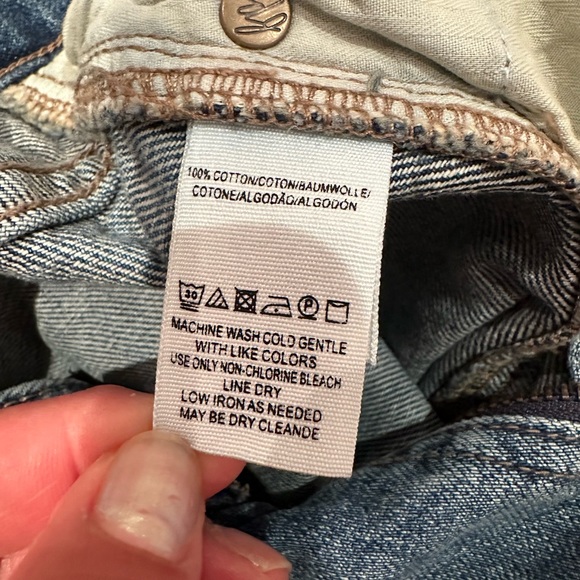 100% COTTON/COTON/BAUMWOLLE/
COTONE/ALGODÃO/ALGODÓN
30
P
MACHINE WASH COLD GENTLE
WITH LIKE COLORS
USE ONLY NON-CHLORINE BLEACH
LINE DRY
LOW IRON AS NEEDED
MAY BE DRY CLEANDE